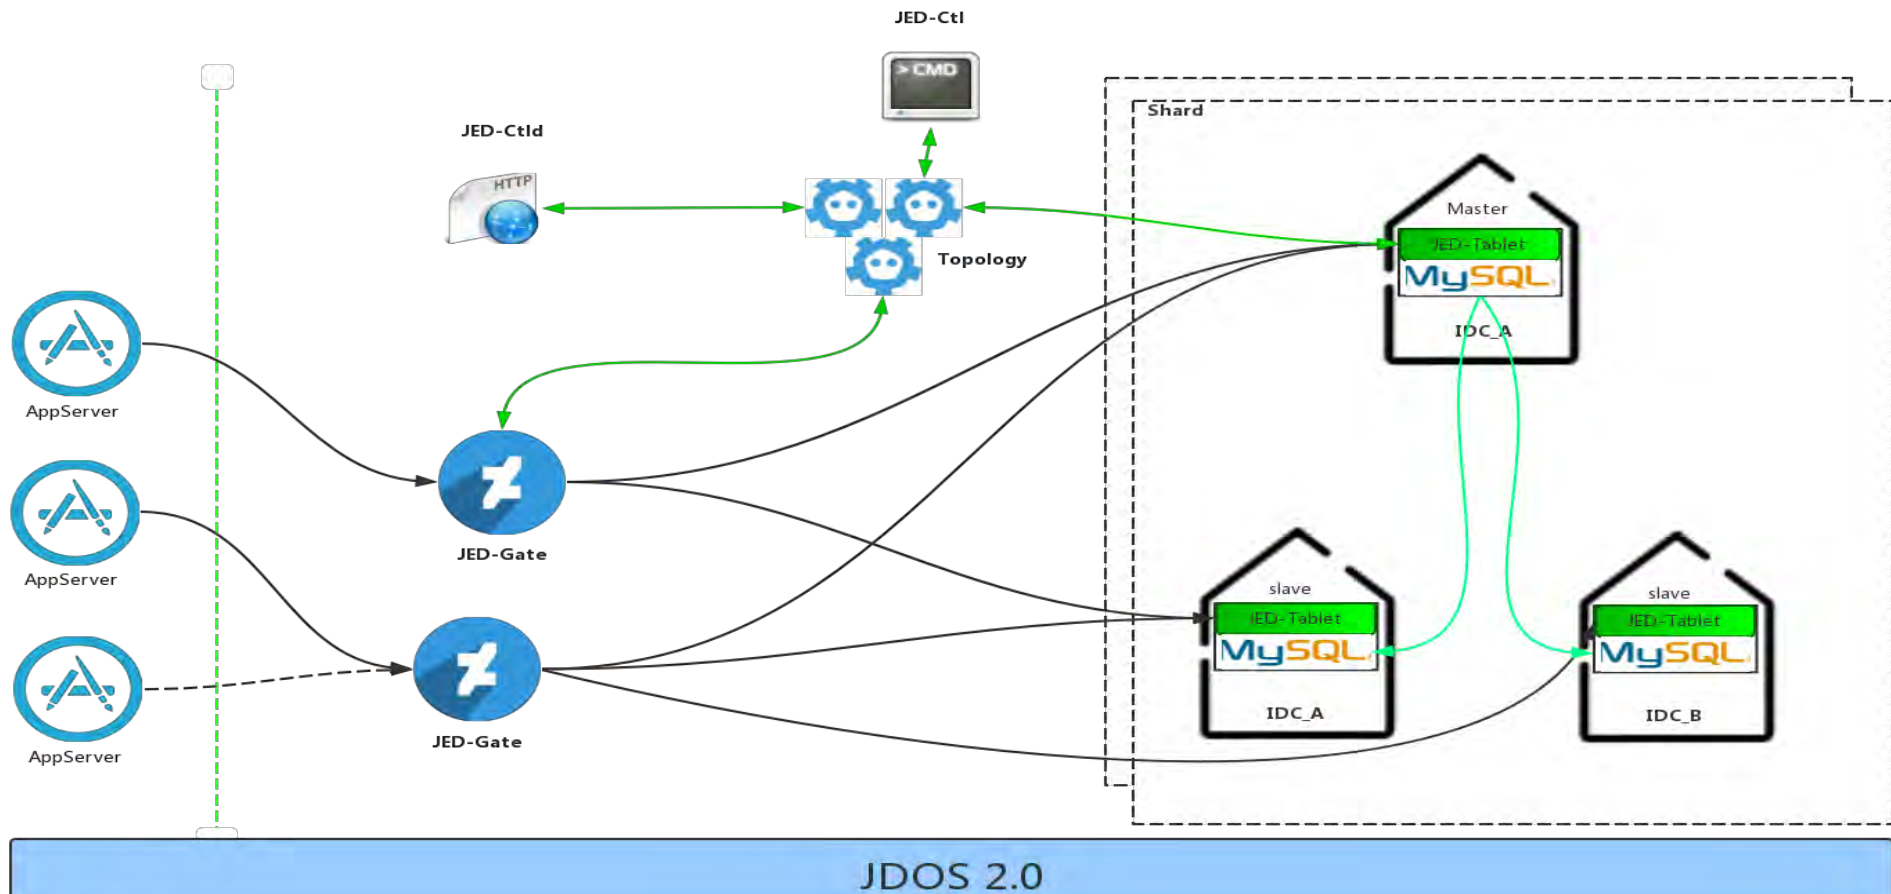 JED-Ctl
> CMD
JED-Ctld
HTTP
Topology
Shard
Master
JED-Tablet
MySQL
IDC_A
AppServer
AppServer
AppServer
JED-Gate
JED-Gate
slave
JED-Tablet
MySQL
IDC_A
slave
JED-Tablet
MySQL
IDC_B
JDOS 2.0